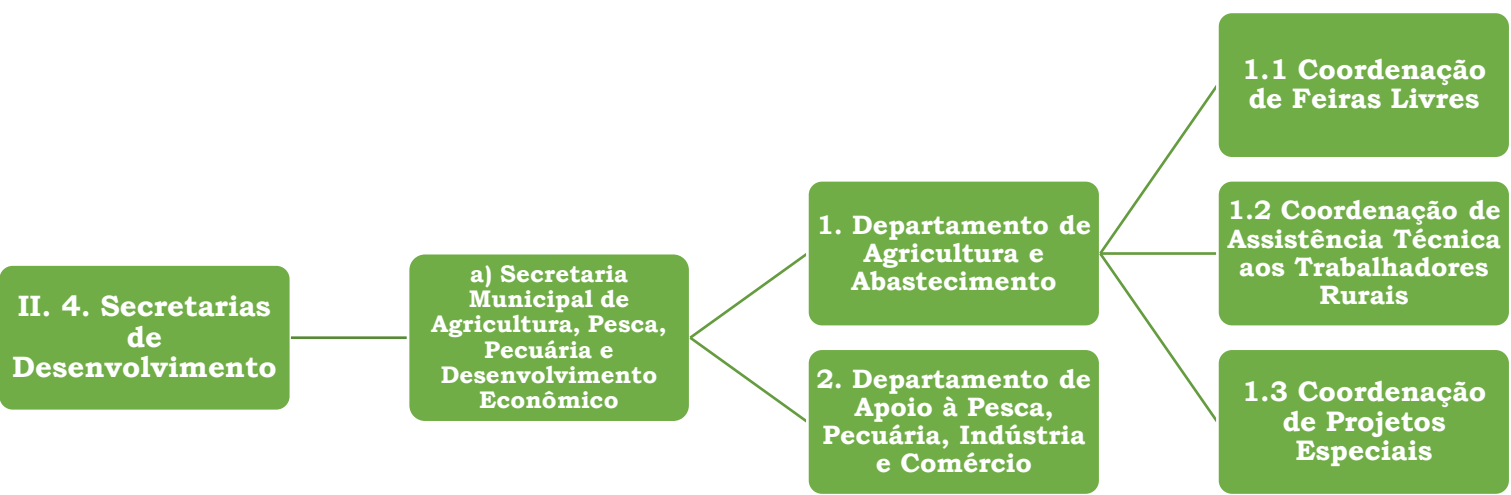 II. 4. Secretarias
de
Desenvolvimento
a) Secretaria
Municipal de
Agricultura, Pesca,
Pecuária e
Desenvolvimento
Econômico
1. Departamento de
Agricultura e
Abastecimento
2. Departamento de
Apoio à Pesca,
Pecuária, Indústria
e Comércio
1.1 Coordenação
de Feiras Livres
1.2 Coordenação de
Assistência Técnica
aos Trabalhadores
Rurais
1.3 Coordenação
de Projetos
Especiais